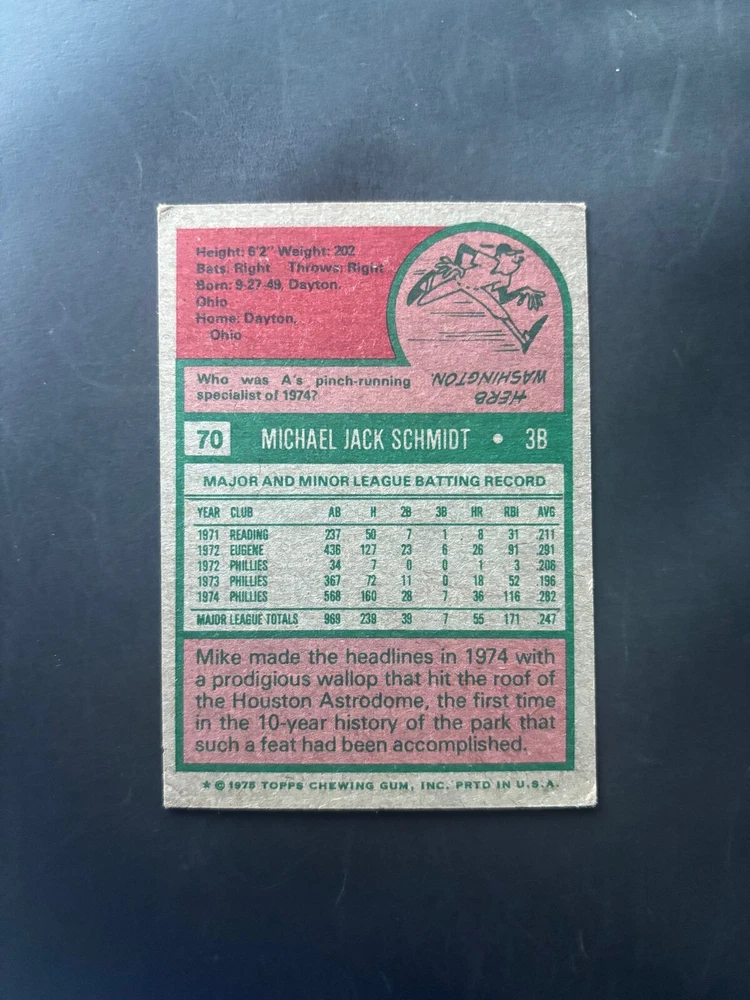 Height: 6'2" Weight: 202
Bats: Right Throws: Right
Born: 9-27-49, Dayton,
Ohio
Home: Dayton,
Ohio
Who was A's pinch-running
specialist of 1974?
HERB
WASHINGTON.
70 MICHAEL JACK SCHMIDT • 3B
MAJOR AND MINOR LEAGUE BATTING RECORD
YEAR CLUB AB H 2B 3B HR RBI AVG
1971 READING 237 50 7 1 8 31 .211
1972 EUGENE 436 127 23 6 26 91 .291
1972 PHILLIES 34 7 0 0 1 3 .206
1973 PHILLIES 367 72 11 0 18 52 .196
1974 PHILLIES 568 160 28 7 36 116 .282
MAJOR LEAGUE TOTALS 969 239 39 7 55 171 .247
Mike made the headlines in 1974 with
a prodigious wallop that hit the roof of
the Houston Astrodome, the first time
in the 10-year history of the park that
such a feat had been accomplished.
* © 1975 TOPPS CHEWING GUM, INC. PRTD IN U.S.A.